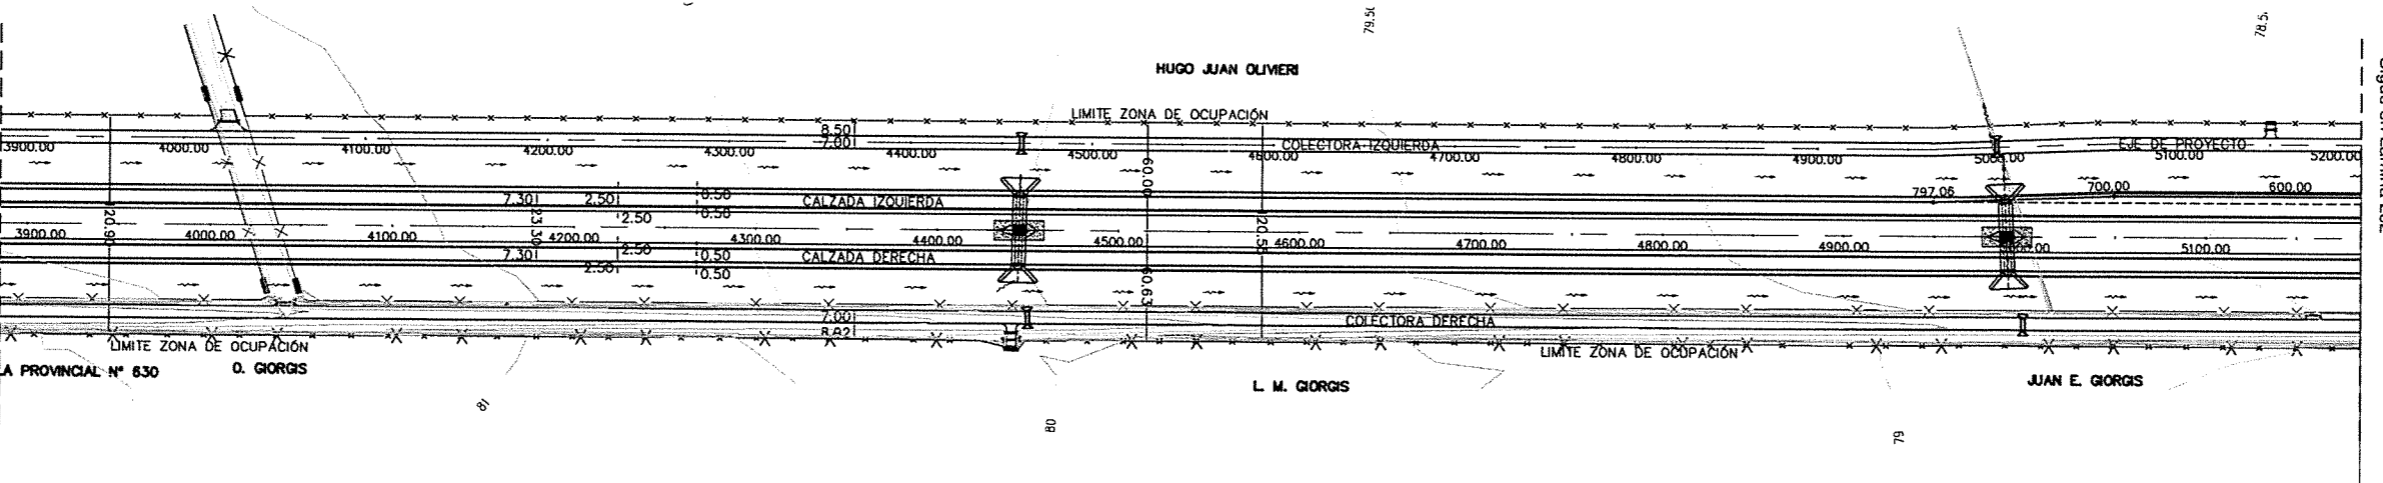 79.50
78.5
HUGO JUAN OLIVIERI
LIMITE ZONA DE OCUPACIÓN
8.50
7.00
COLECTORA IZQUIERDA
EJE DE PROYECTO
3900.00 4000.00 4100.00 4200.00 4300.00 4400.00 4500.00 4600.00 4700.00 4800.00 4900.00 5000.00 5100.00 5200.00
60.00
797.06 700.00 600.00
7.30 2.50 0.50 CALZADA IZQUIERDA
2.50 0.50
23.30
3900.00 4000.00 4100.00 4200.00 4300.00 4400.00 4500.00 4600.00 4700.00 4800.00 4900.00 5100.00
7.30 2.50 0.50 CALZADA DERECHA
2.50 0.50
60.63
7.00 COLECTORA DERECHA
8.92
LIMITE ZONA DE OCUPACIÓN
LIMITE ZONA DE OCUPACIÓN
LA PROVINCIAL Nº 630
O. GIORGIS
L. M. GIORGIS
JUAN E. GIORGIS
81
80
79